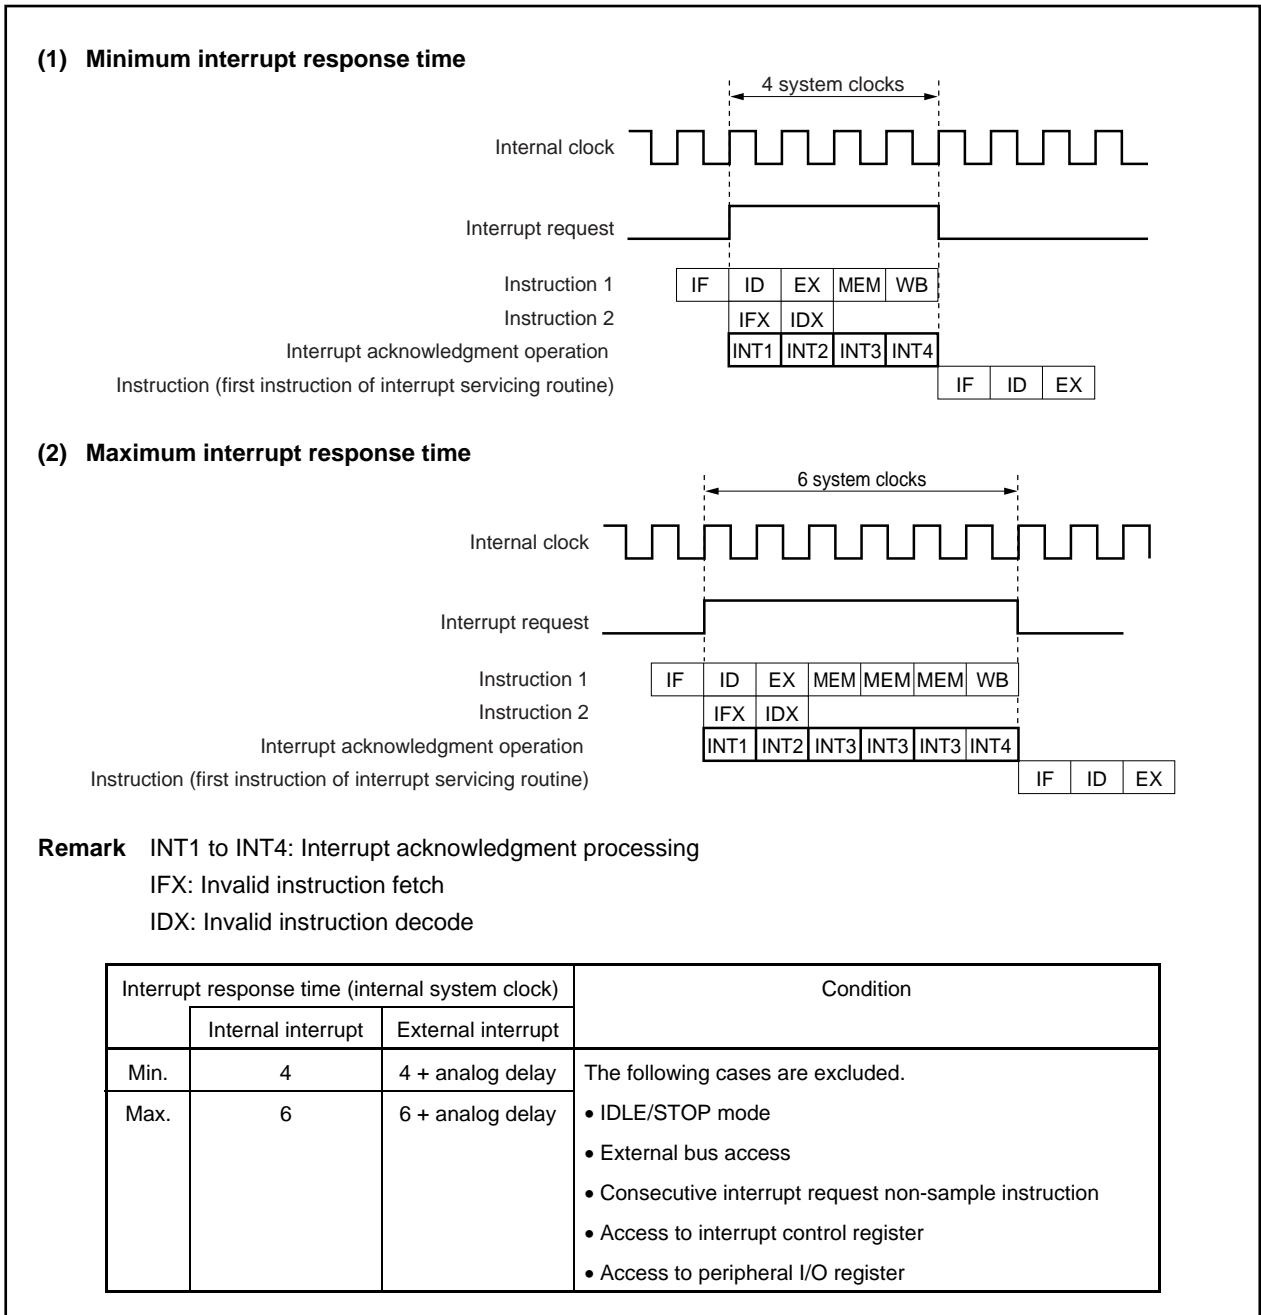 (1) Minimum interrupt response time
4 system clocks
Internal clock
Interrupt request
Instruction 1 IF ID EX MEM WB
Instruction 2 IFX IDX
Interrupt acknowledgment operation INT1 INT2 INT3 INT4
Instruction (first instruction of interrupt servicing routine) IF ID EX
(2) Maximum interrupt response time
6 system clocks
Internal clock
Interrupt request
Instruction 1 IF ID EX MEM MEM MEM WB
Instruction 2 IFX IDX
Interrupt acknowledgment operation INT1 INT2 INT3 INT3 INT3 INT4
Instruction (first instruction of interrupt servicing routine) IF ID EX
Remark INT1 to INT4: Interrupt acknowledgment processing
IFX: Invalid instruction fetch
IDX: Invalid instruction decode
Interrupt response time (internal system clock) Condition
Internal interrupt External interrupt
Min. 4 4 + analog delay The following cases are excluded.
Max. 6 6 + analog delay • IDLE/STOP mode
• External bus access
• Consecutive interrupt request non-sample instruction
• Access to interrupt control register
• Access to peripheral I/O register